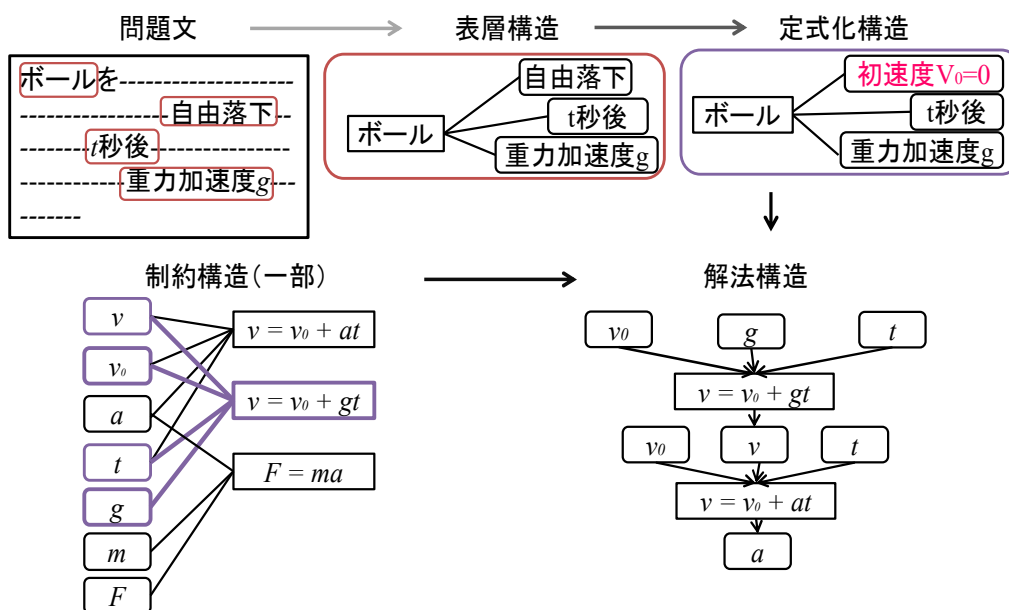 問題文
表層構造
定式化構造
ボールを----------------------
----------------------自由落下--
---------t秒後------------------
--------------重力加速度g----
-------
ボール
自由落下
t秒後
重力加速度g
ボール
初速度V₀=0
t秒後
重力加速度g
制約構造(一部)
v
v₀
a
t
g
m
F
v = v₀ + at
v = v₀ + gt
F = ma
解法構造
v₀
g
t
v = v₀ + gt
v₀
v
t
v = v₀ + at
a